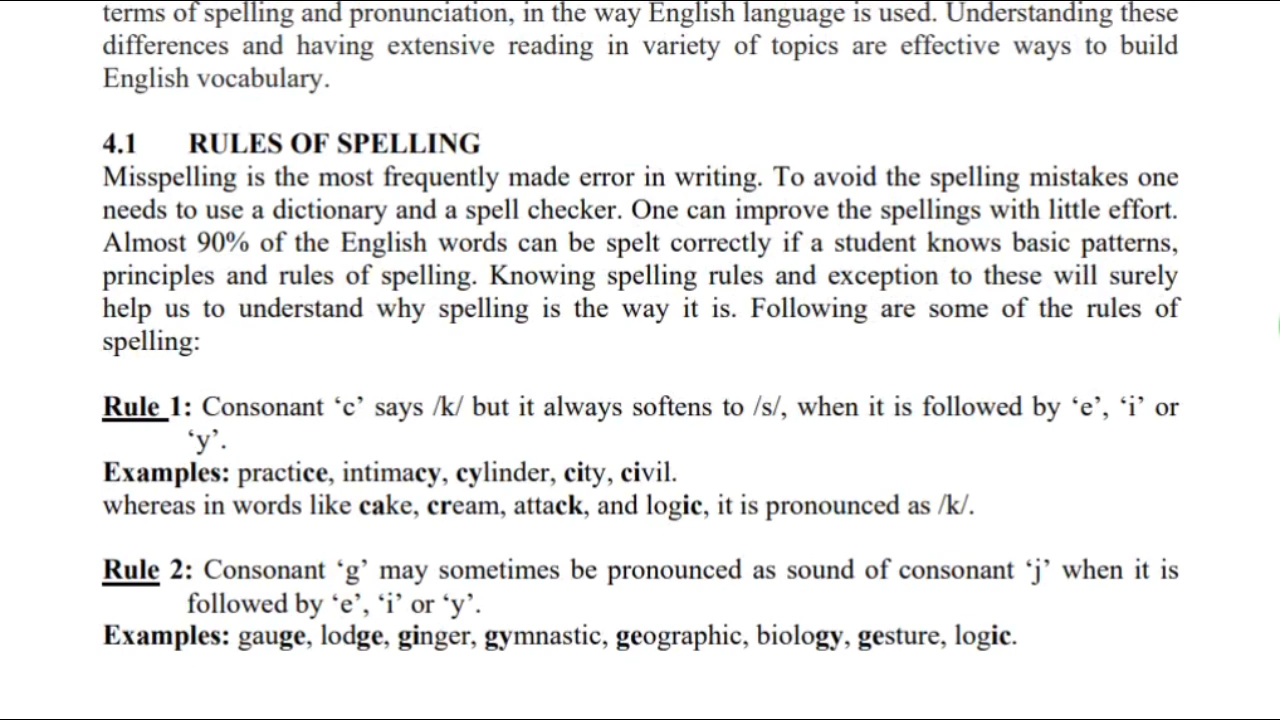 terms of spelling and pronunciation, in the way English language is used. Understanding these
differences and having extensive reading in variety of topics are effective ways to build
English vocabulary.
4.1 RULES OF SPELLING
Misspelling is the most frequently made error in writing. To avoid the spelling mistakes one
needs to use a dictionary and a spell checker. One can improve the spellings with little effort.
Almost 90% of the English words can be spelt correctly if a student knows basic patterns,
principles and rules of spelling. Knowing spelling rules and exception to these will surely
help us to understand why spelling is the way it is. Following are some of the rules of
spelling:
Rule 1: Consonant ‘c’ says /k/ but it always softens to /s/, when it is followed by ‘e’, ‘i’ or
‘y’.
Examples: practice, intimacy, cylinder, city, civil.
whereas in words like cake, cream, attack, and logic, it is pronounced as /k/.
Rule 2: Consonant ‘g’ may sometimes be pronounced as sound of consonant ‘j’ when it is
followed by ‘e’, ‘i’ or ‘y’.
Examples: gauge, lodge, ginger, gymnastic, geographic, biology, gesture, logic.